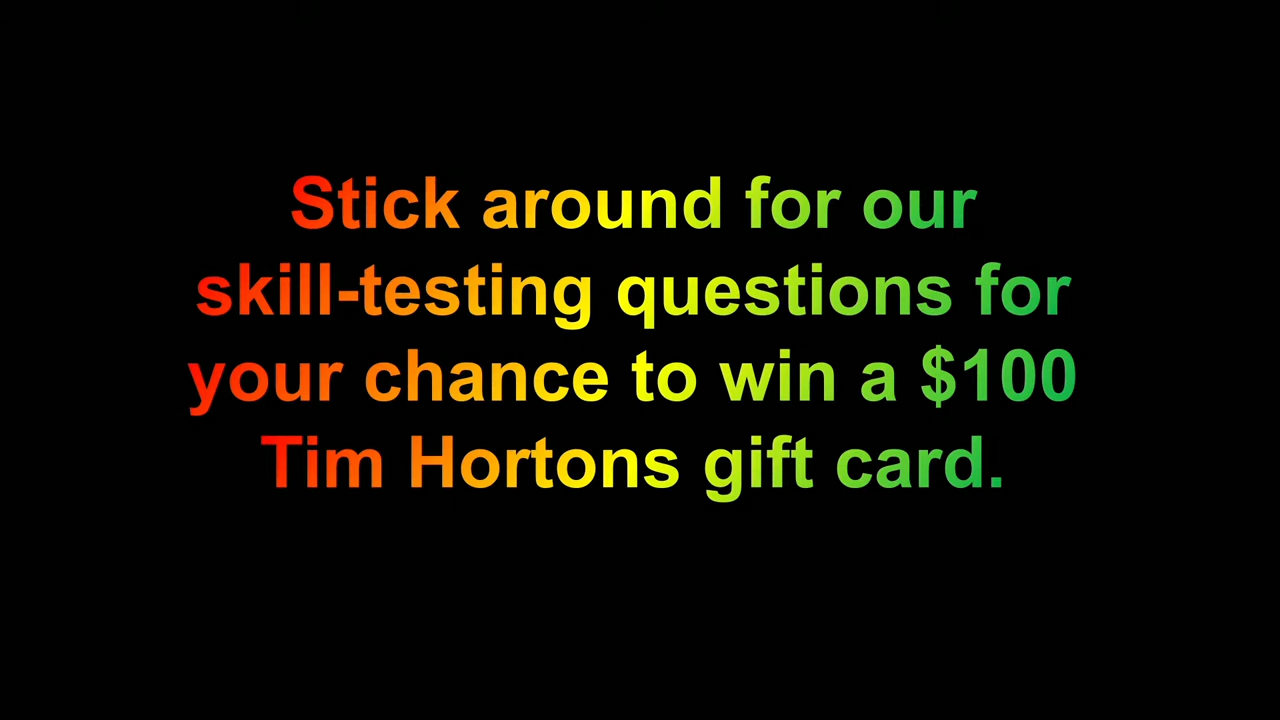 Stick around for our
skill-testing questions for
your chance to win a $100
Tim Hortons gift card.